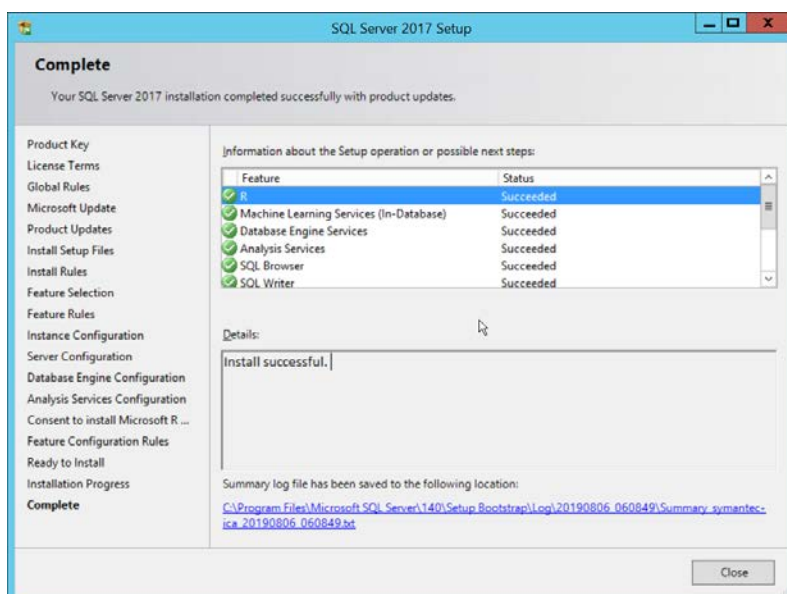 SQL Server 2017 Setup
Complete
Your SQL Server 2017 installation completed successfully with product updates.
Product Key
License Terms
Global Rules
Microsoft Update
Product Updates
Install Setup Files
Install Rules
Feature Selection
Feature Rules
Instance Configuration
Server Configuration
Database Engine Configuration
Analysis Services Configuration
Consent to install Microsoft R ...
Feature Configuration Rules
Ready to Install
Installation Progress
Complete
Information about the Setup operation or possible next steps:
Feature Status
R Succeeded
Machine Learning Services (In-Database) Succeeded
Database Engine Services Succeeded
Analysis Services Succeeded
SQL Browser Succeeded
SQL Writer Succeeded
Details:
Install successful.
Summary log file has been saved to the following location:
C:\Program Files\Microsoft SQL Server\140\Setup Bootstrap\Log\20190806_060849\Summary_symantec-
ica_20190806_060849.txt
Close